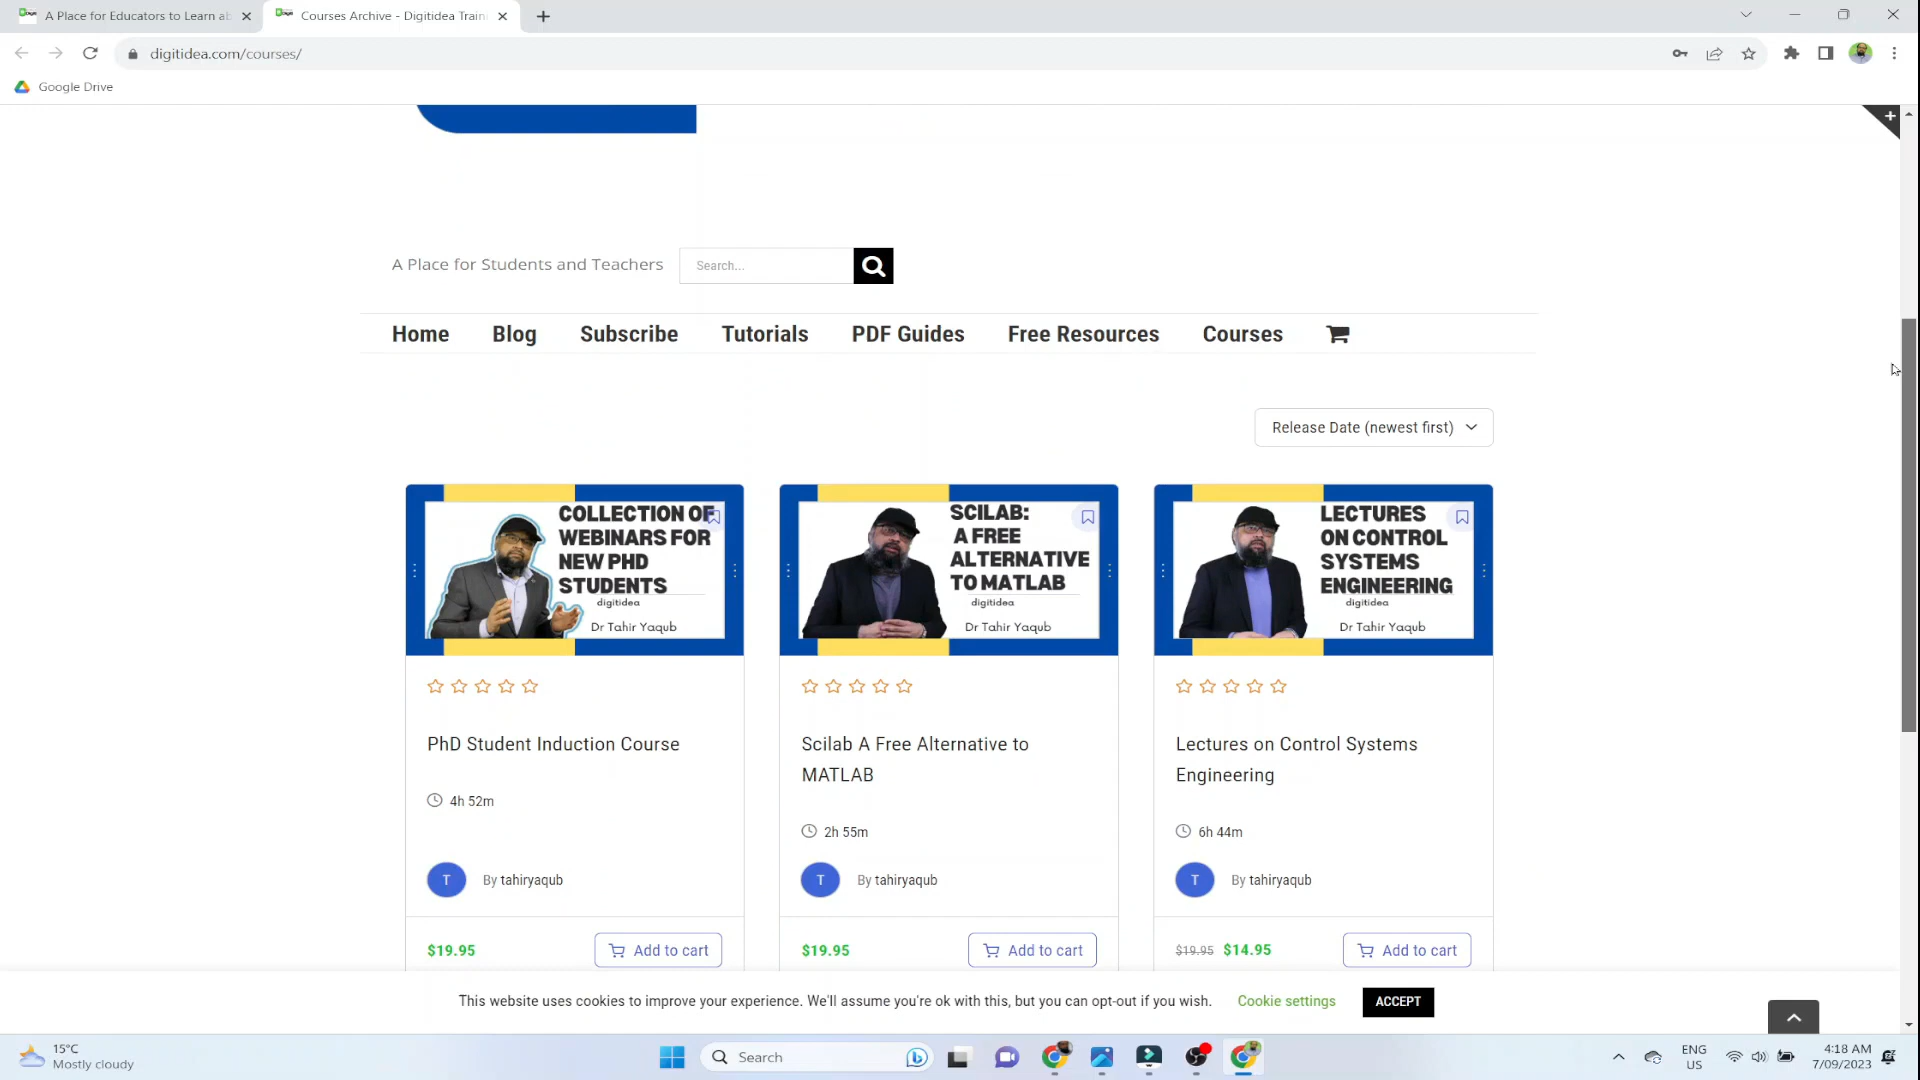 A Place for Educators to Learn ab
Courses Archive - Digitidea Train
digitidea.com/courses/
Google Drive
A Place for Students and Teachers
Search...
Home
Blog
Subscribe
Tutorials
PDF Guides
Free Resources
Courses
Release Date (newest first)
COLLECTION OF
WEBINARS FOR
NEW PHD
STUDENTS
digitidea
Dr Tahir Yaqub
SCILAB:
A FREE
ALTERNATIVE
TO MATLAB
digitidea
Dr Tahir Yaqub
LECTURES
ON CONTROL
SYSTEMS
ENGINEERING
digitidea
Dr Tahir Yaqub
PhD Student Induction Course
4h 52m
T
By tahiryaqub
$19.95
Add to cart
Scilab A Free Alternative to
MATLAB
2h 55m
T
By tahiryaqub
$19.95
Add to cart
Lectures on Control Systems
Engineering
6h 44m
T
By tahiryaqub
$19.95 $14.95
Add to cart
This website uses cookies to improve your experience. We'll assume you're ok with this, but you can opt-out if you wish.
Cookie settings
ACCEPT
15°C
Mostly cloudy
Search
ENG
US
4:18 AM
7/09/2023